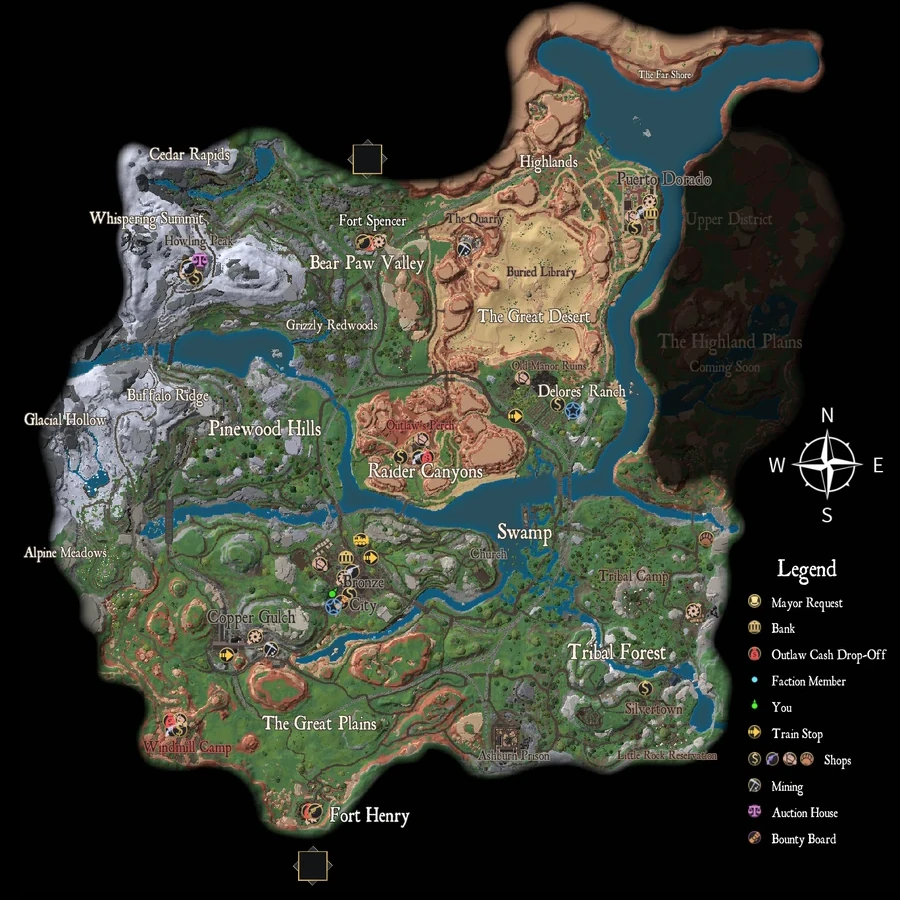 The Far Shore
Cedar Rapids
Highlands
Puerto Dorado
Whispering Summit
Fort Spencer
The Quarry
Upper District
Howling Peak
Bear Paw Valley
Buried Library
The Great Desert
Grizzly Redwoods
The Highland Plains
Coming Soon
Old Manor Ruins
Buffalo Ridge
Delores' Ranch
Glacial Hollow
Pinewood Hills
Outlaw's Perch
Raider Canyons
N
W
E
S
Swamp
Alpine Meadows
Church
Bronze
City
Tribal Camp
Copper Gulch
Tribal Forest
Silvertown
The Great Plains
Windmill Camp
Ashburn Prison
Little Rock Reservation
Fort Henry
Legend
Mayor Request
Bank
Outlaw Cash Drop-Off
Faction Member
You
Train Stop
Shops
Mining
Auction House
Bounty Board